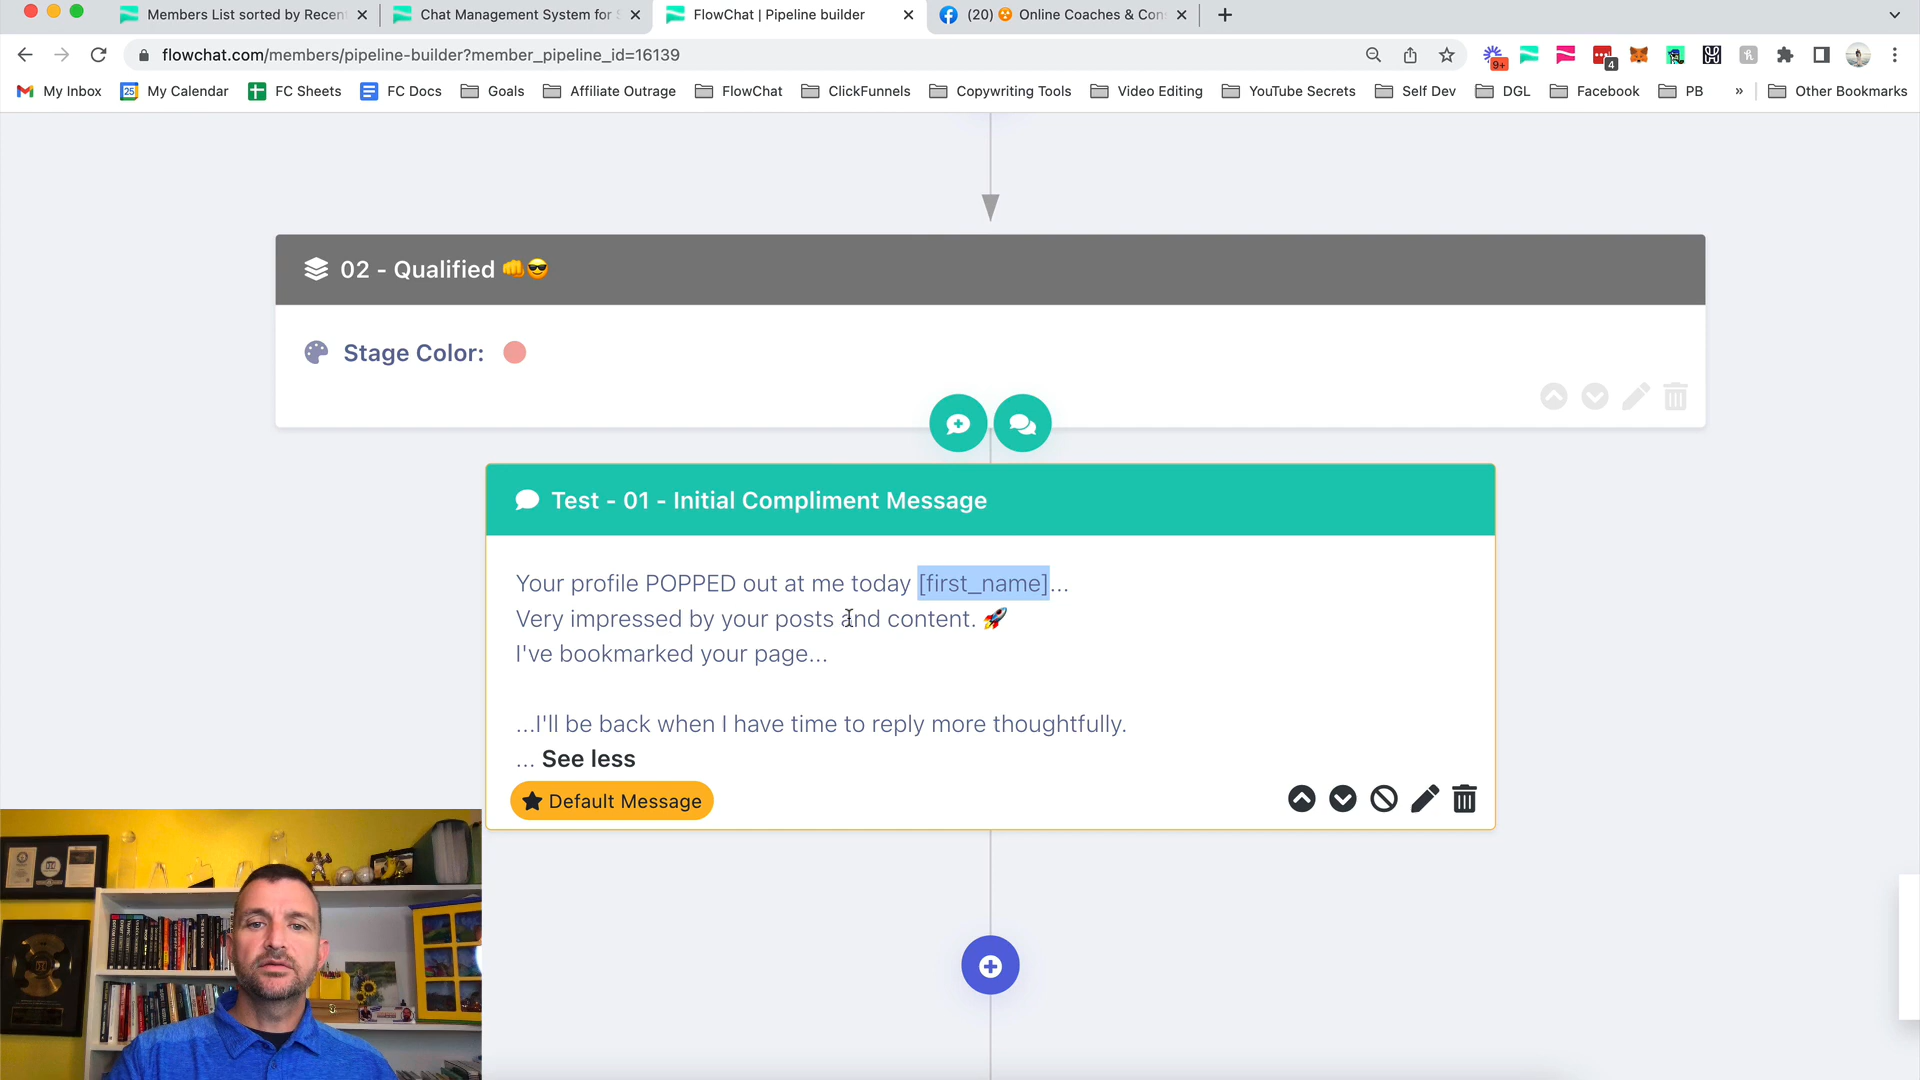 Members List sorted by Recent
Chat Management System for S
FlowChat | Pipeline builder
(20) Online Coaches & Con
flowchat.com/members/pipeline-builder?member_pipeline_id=16139
9+
4
My Inbox
25
My Calendar
FC Sheets
FC Docs
Goals
Affiliate Outrage
FlowChat
ClickFunnels
Copywriting Tools
Video Editing
YouTube Secrets
Self Dev
DGL
Facebook
PB
»
Other Bookmarks
02 - Qualified 👊😎
Stage Color:
Test - 01 - Initial Compliment Message
Your profile POPPED out at me today [first_name]...
Very impressed by your posts and content. 🚀
I've bookmarked your page...
...I'll be back when I have time to reply more thoughtfully.
... See less
Default Message